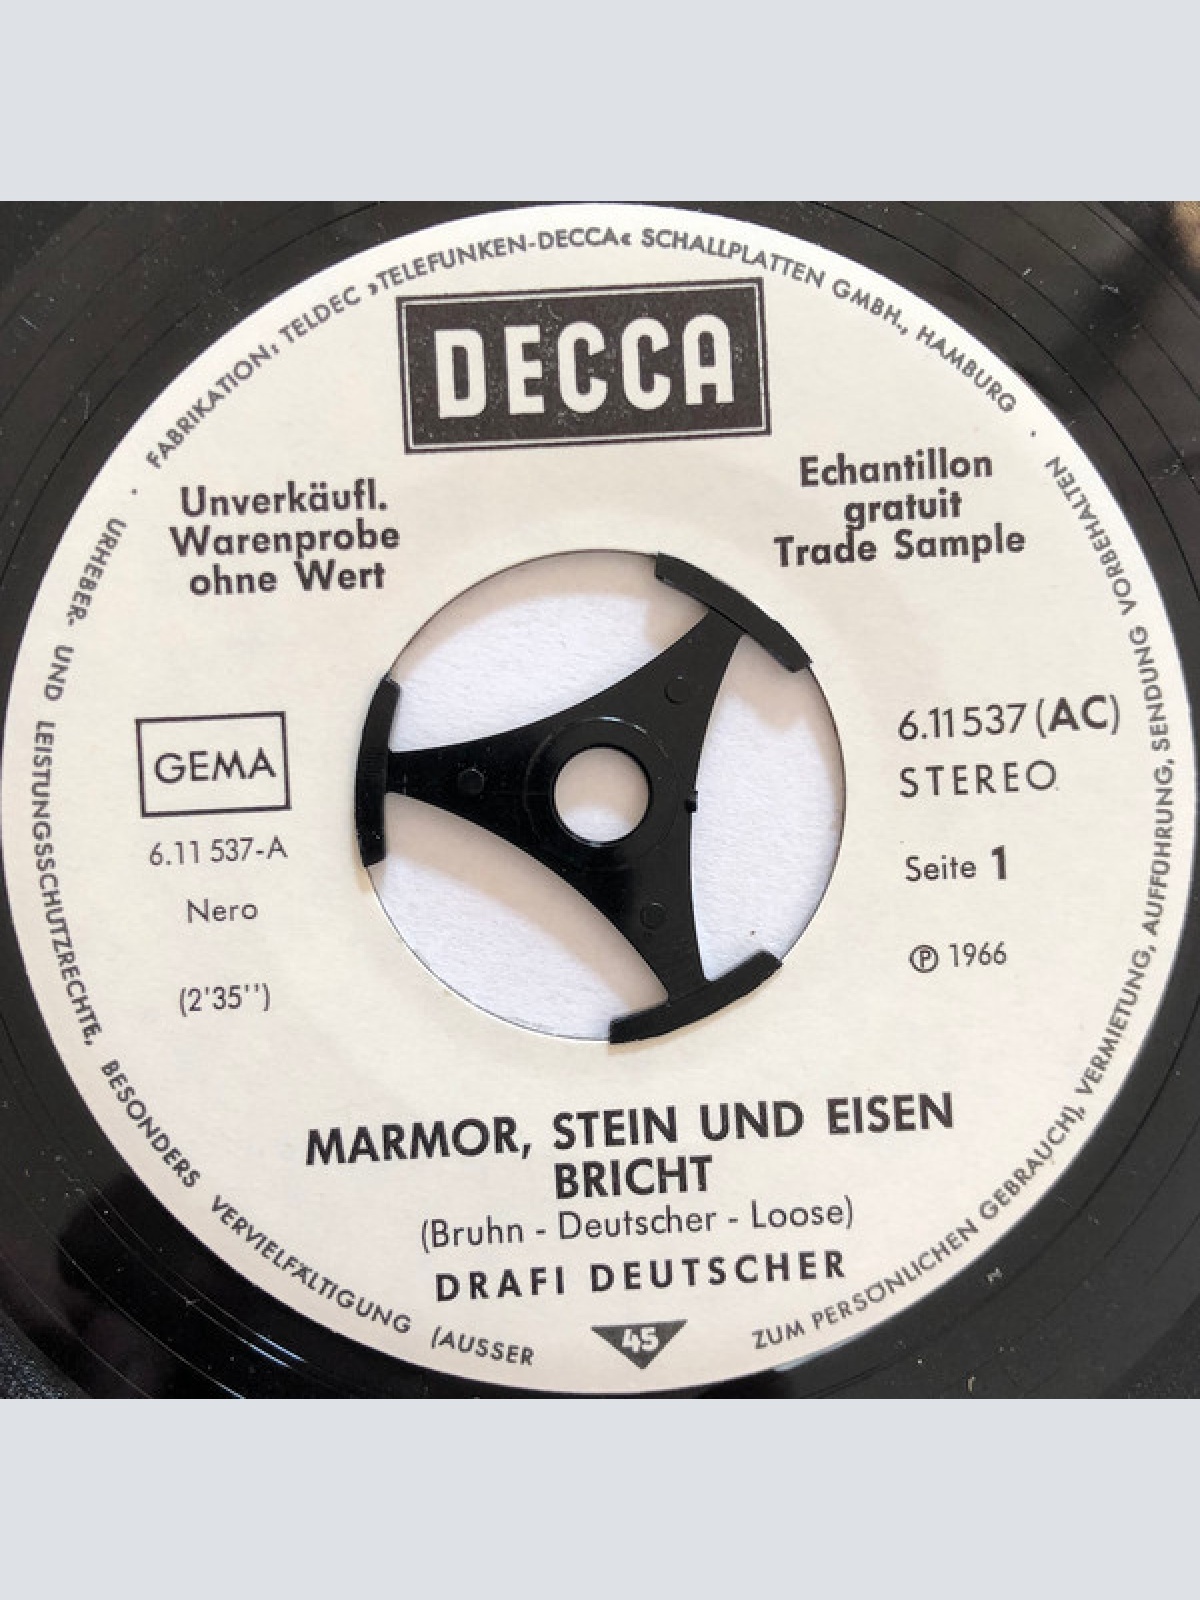 FABRIKATION: TELDEC ›TELEFUNKEN-DECCA‹ SCHALLPLATTEN GMBH., HAMBURG ·
DECCA
Unverkäufl.
Warenprobe
ohne Wert
Echantillon
gratuit
Trade Sample
GEMA
6.11 537-A
Nero
(2'35'')
6.11537 (AC)
STEREO
Seite 1
Ⓟ 1966
MARMOR, STEIN UND EISEN
BRICHT
(Bruhn - Deutscher - Loose)
DRAFI DEUTSCHER
45
· URHEBER- UND LEISTUNGSSCHUTZRECHTE, BESONDERS VERVIELFÄLTIGUNG (AUSSER ZUM PERSÖNLICHEN GEBRAUCH), VERMIETUNG, AUFFÜHRUNG, SENDUNG VORBEHALTEN